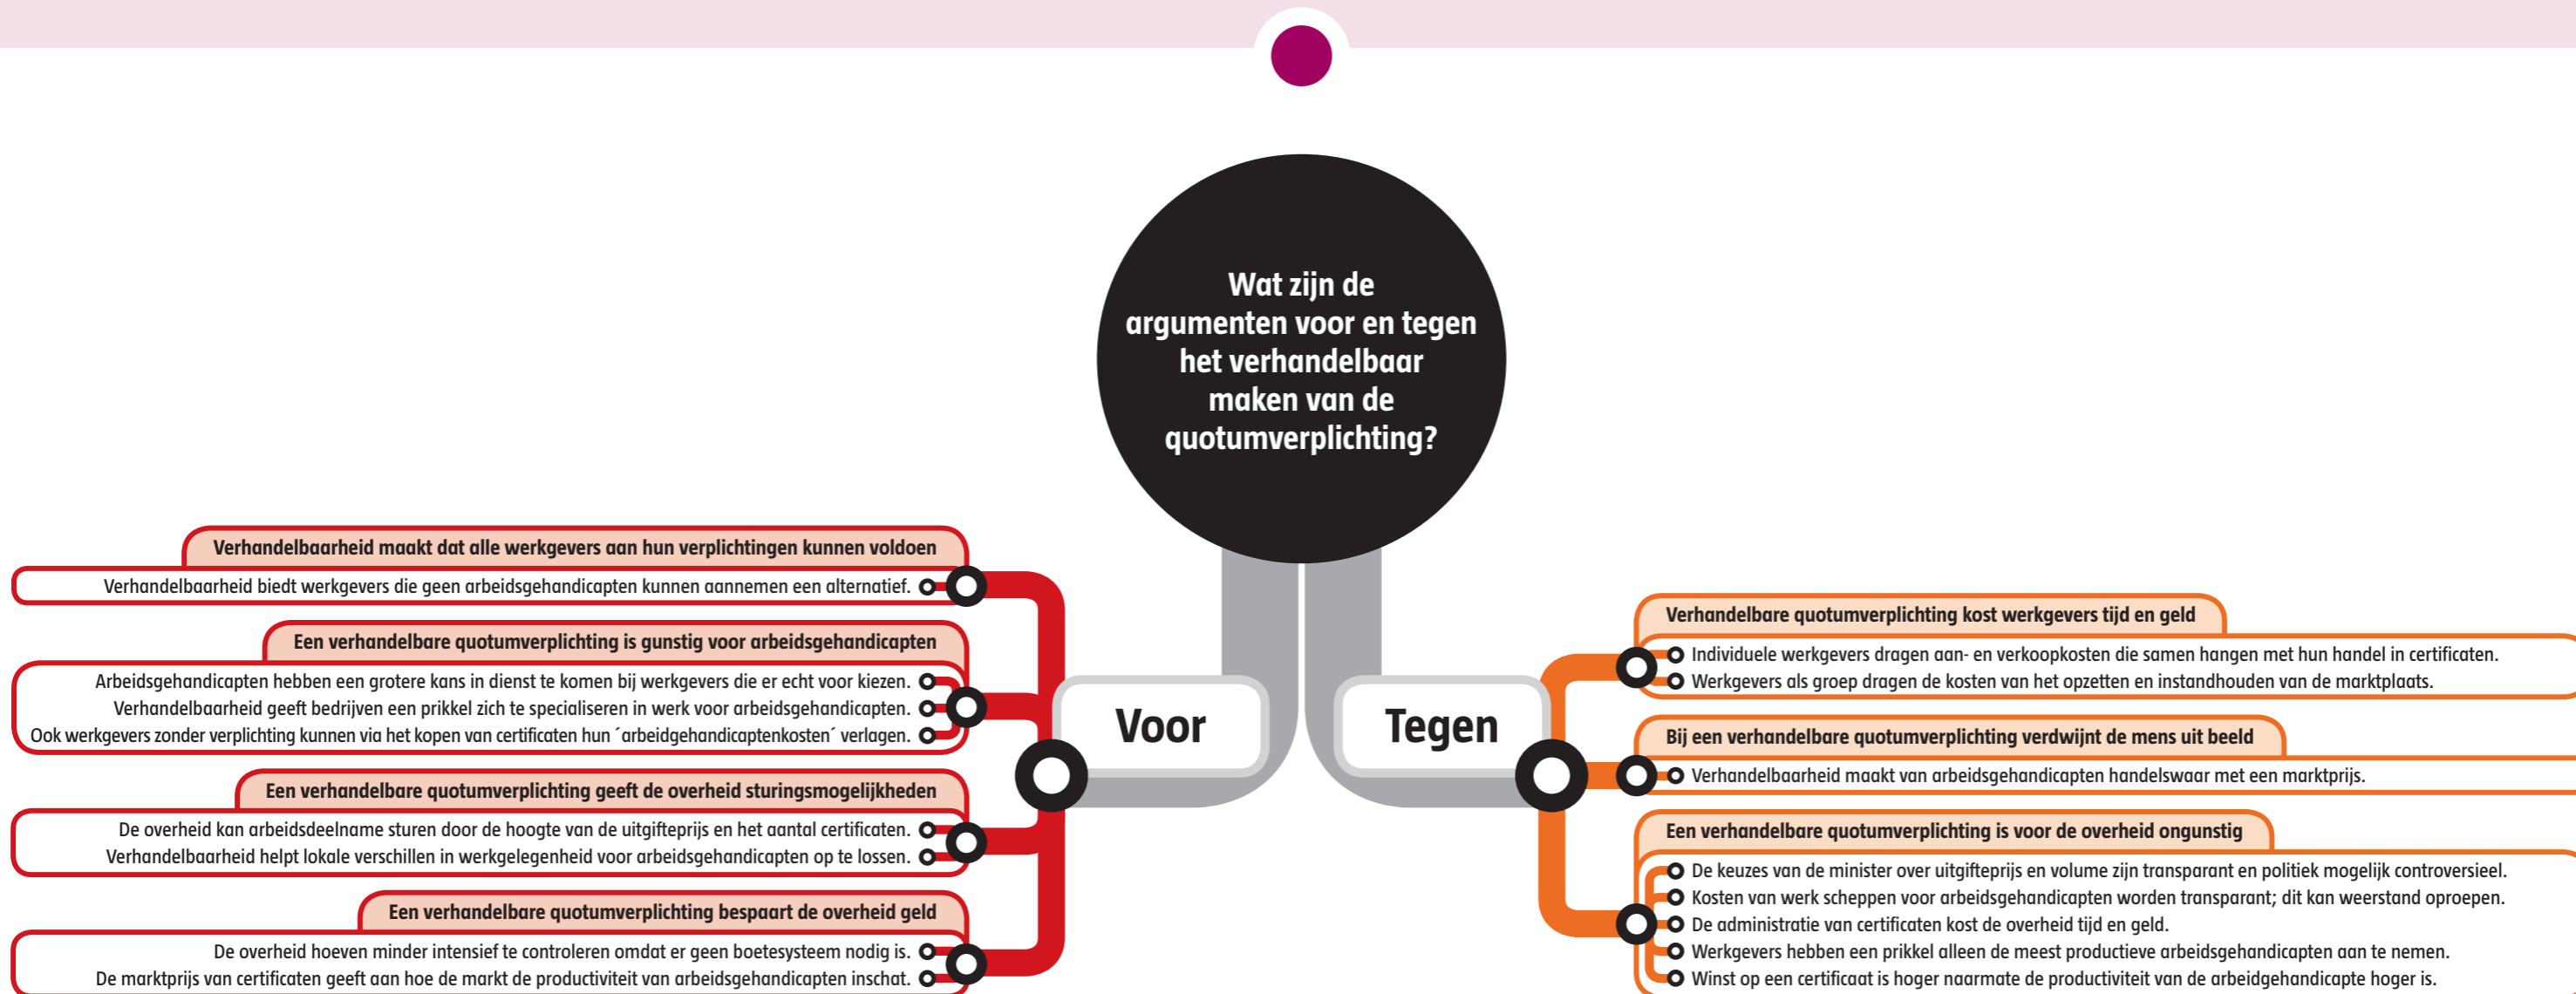 Wat zijn de
argumenten voor en tegen
het verhandelbaar
maken van de
quotumverplichting?
Voor
Verhandelbaarheid maakt dat alle werkgevers aan hun verplichtingen kunnen voldoen
Verhandelbaarheid biedt werkgevers die geen arbeidsgehandicapten kunnen aannemen een alternatief.
Een verhandelbare quotumverplichting is gunstig voor arbeidsgehandicapten
Arbeidsgehandicapten hebben een grotere kans in dienst te komen bij werkgevers die er echt voor kiezen.
Verhandelbaarheid geeft bedrijven een prikkel zich te specialiseren in werk voor arbeidsgehandicapten.
Ook werkgevers zonder verplichting kunnen via het kopen van certificaten hun ´arbeidgehandicaptenkosten´ verlagen.
Een verhandelbare quotumverplichting geeft de overheid sturingsmogelijkheden
De overheid kan arbeidsdeelname sturen door de hoogte van de uitgifteprijs en het aantal certificaten.
Verhandelbaarheid helpt lokale verschillen in werkgelegenheid voor arbeidsgehandicapten op te lossen.
Een verhandelbare quotumverplichting bespaart de overheid geld
De overheid hoeven minder intensief te controleren omdat er geen boetesysteem nodig is.
De marktprijs van certificaten geeft aan hoe de markt de productiviteit van arbeidsgehandicapten inschat.
Tegen
Verhandelbare quotumverplichting kost werkgevers tijd en geld
Individuele werkgevers dragen aan- en verkoopkosten die samen hangen met hun handel in certificaten.
Werkgevers als groep dragen de kosten van het opzetten en instandhouden van de marktplaats.
Bij een verhandelbare quotumverplichting verdwijnt de mens uit beeld
Verhandelbaarheid maakt van arbeidsgehandicapten handelswaar met een marktprijs.
Een verhandelbare quotumverplichting is voor de overheid ongunstig
De keuzes van de minister over uitgifteprijs en volume zijn transparant en politiek mogelijk controversieel.
Kosten van werk scheppen voor arbeidsgehandicapten worden transparant; dit kan weerstand oproepen.
De administratie van certificaten kost de overheid tijd en geld.
Werkgevers hebben een prikkel alleen de meest productieve arbeidsgehandicapten aan te nemen.
Winst op een certificaat is hoger naarmate de productiviteit van de arbeidgehandicapte hoger is.